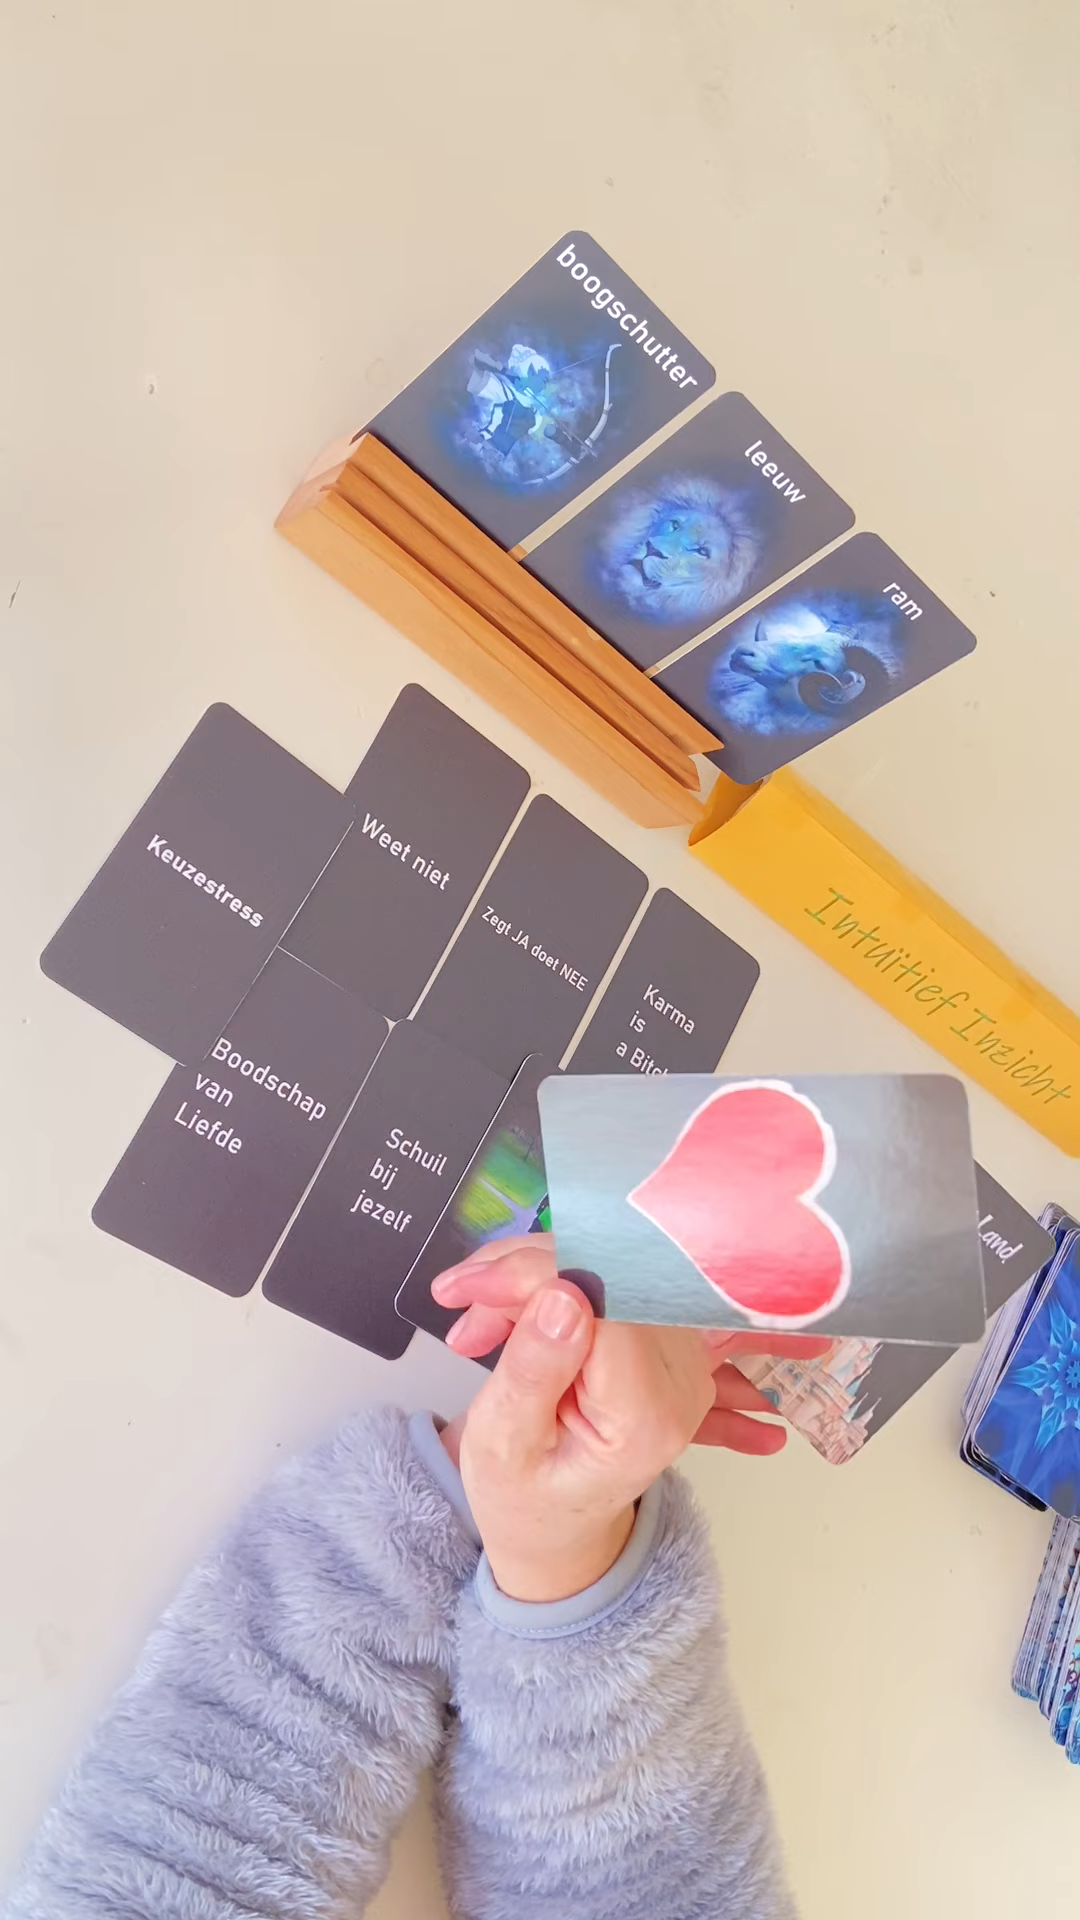 boogschutter
leeuw
ram
Intuïtief Inzicht
Keuzestress
Weet niet
Zegt JA doet NEE
Karma
is
a Bitch
Boodschap
van
Liefde
Schuil
bij
jezelf
Land